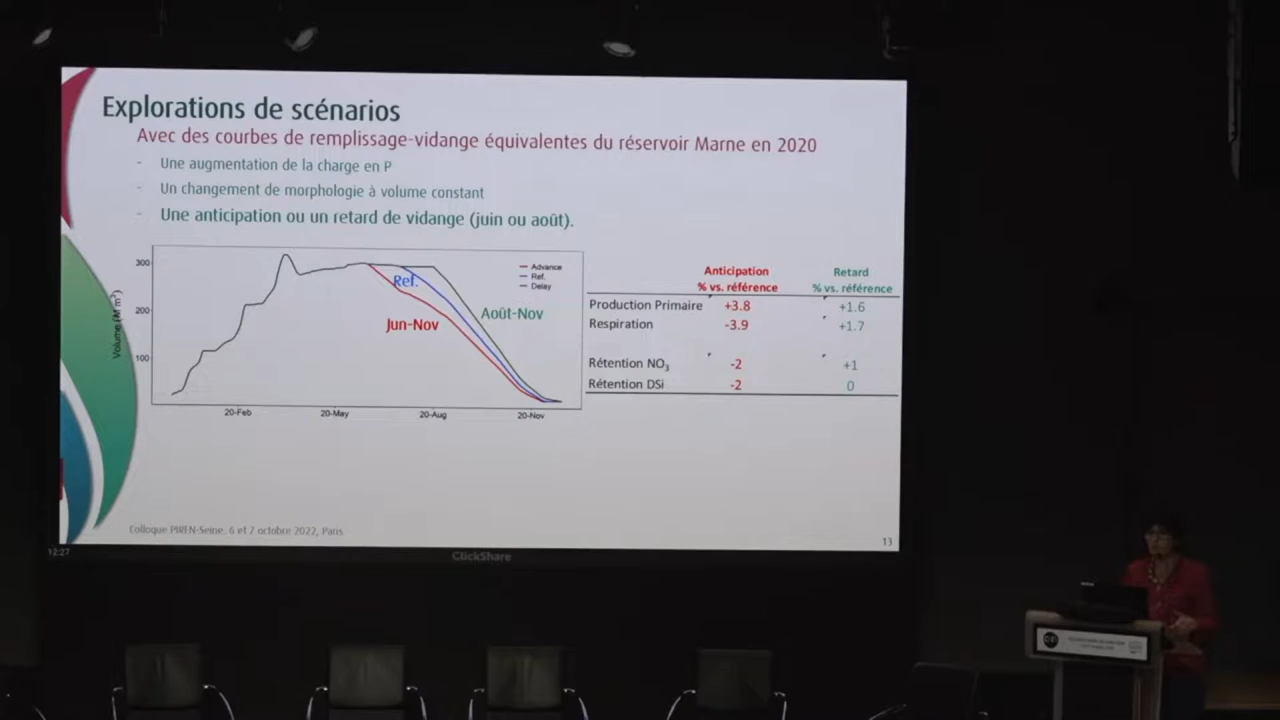 Explorations de scénarios
Avec des courbes de remplissage-vidange équivalentes du réservoir Marne en 2020
- Une augmentation de la charge en P
- Un changement de morphologie à volume constant
- Une anticipation ou un retard de vidange (juin ou août).
Volume (M m³)
300
200
100
20-Feb
20-May
20-Aug
20-Nov
Ref.
Jun-Nov
Août-Nov
Advance
Ref.
Delay
Anticipation Retard
% vs. référence % vs. référence
Production Primaire +3.8 +1.6
Respiration -3.9 +1.7
Rétention NO₃ -2 +1
Rétention DSi -2 0
Colloque PIREN-Seine, 6 et 7 octobre 2022, Paris
13
12:27
ClickShare